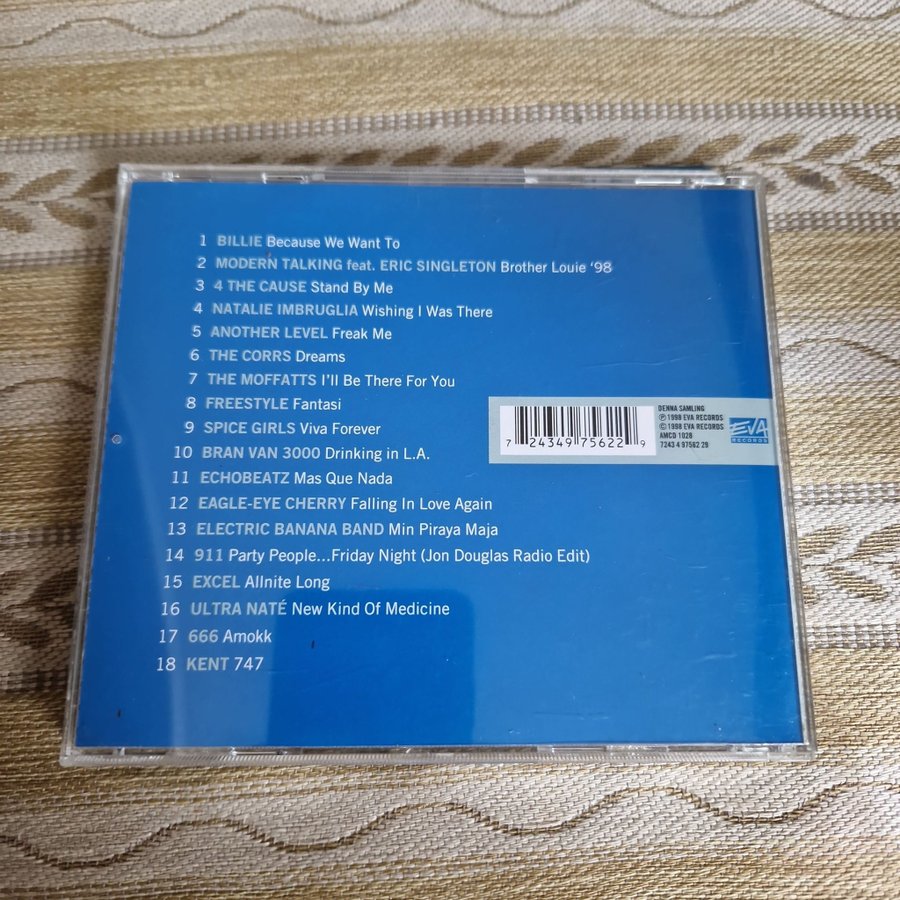 1 BILLIE Because We Want To
2 MODERN TALKING feat. ERIC SINGLETON Brother Louie '98
3 4 THE CAUSE Stand By Me
4 NATALIE IMBRUGLIA Wishing I Was There
5 ANOTHER LEVEL Freak Me
6 THE CORRS Dreams
7 THE MOFFATTS I'll Be There For You
8 FREESTYLE Fantasi
9 SPICE GIRLS Viva Forever
10 BRAN VAN 3000 Drinking in L.A.
11 ECHOBEATZ Mas Que Nada
12 EAGLE-EYE CHERRY Falling In Love Again
13 ELECTRIC BANANA BAND Min Piraya Maja
14 911 Party People...Friday Night (Jon Douglas Radio Edit)
15 EXCEL Allnite Long
16 ULTRA NATÉ New Kind Of Medicine
17 666 Amokk
18 KENT 747
7 24349 75622 9
DENNA SAMLING
℗ 1998 EVA RECORDS
© 1998 EVA RECORDS
AMCD 1028
7243 4 97562 29
EVA
RECORDS